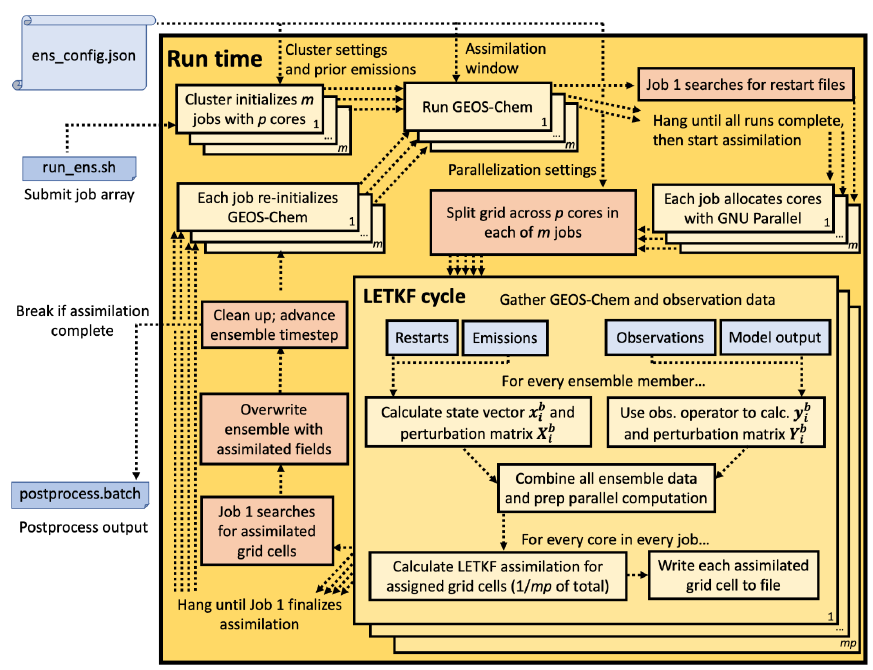 ens_config.json
Run time
Cluster settings
and prior emissions
Assimilation
window
Cluster initializes m
jobs with p cores
1
...
m
Run GEOS-Chem
1
...
m
Job 1 searches for restart files
Hang until all runs complete,
then start assimilation
run_ens.sh
Submit job array
Parallelization settings
Each job re-initializes
GEOS-Chem
1
...
m
Split grid across p cores in
each of m jobs
Each job allocates cores
with GNU Parallel
1
...
m
LETKF cycle
Gather GEOS-Chem and observation data
Break if assimilation
complete
Clean up; advance
ensemble timestep
Restarts
Emissions
Observations
Model output
For every ensemble member...
Overwrite
ensemble with
assimilated fields
Calculate state vector x_i^b and
perturbation matrix X_i^b
Use obs. operator to calc. y_i^b
and perturbation matrix Y_i^b
Combine all ensemble data
and prep parallel computation
postprocess.batch
Postprocess output
Job 1 searches
for assimilated
grid cells
For every core in every job...
Calculate LETKF assimilation for
assigned grid cells (1/mp of total)
Write each assimilated
grid cell to file
Hang until Job 1 finalizes
assimilation
1
...
mp